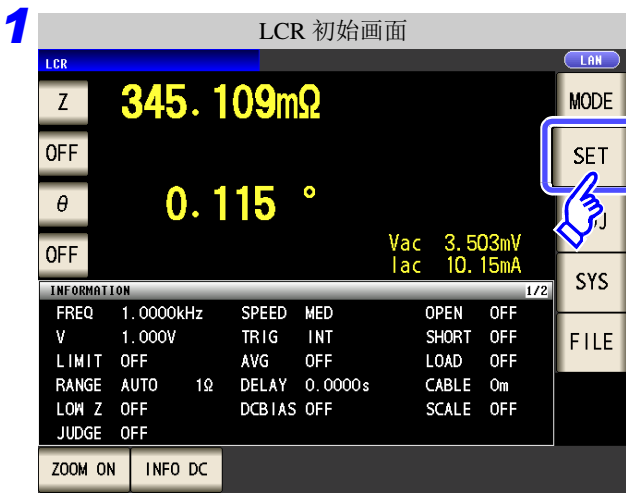 1
LCR 初始画面
LCR
LAN
Z 345.109mΩ
MODE
OFF
SET
θ 0.115 °
OFF
Vac 3.503mV
Iac 10.15mA
SYS
INFORMATION 1/2
FREQ 1.0000kHz SPEED MED OPEN OFF
V 1.000V TRIG INT SHORT OFF
FILE
LIMIT OFF AVG OFF LOAD OFF
RANGE AUTO 1Ω DELAY 0.0000s CABLE 0m
LOW Z OFF DCBIAS OFF SCALE OFF
JUDGE OFF
ZOOM ON INFO DC